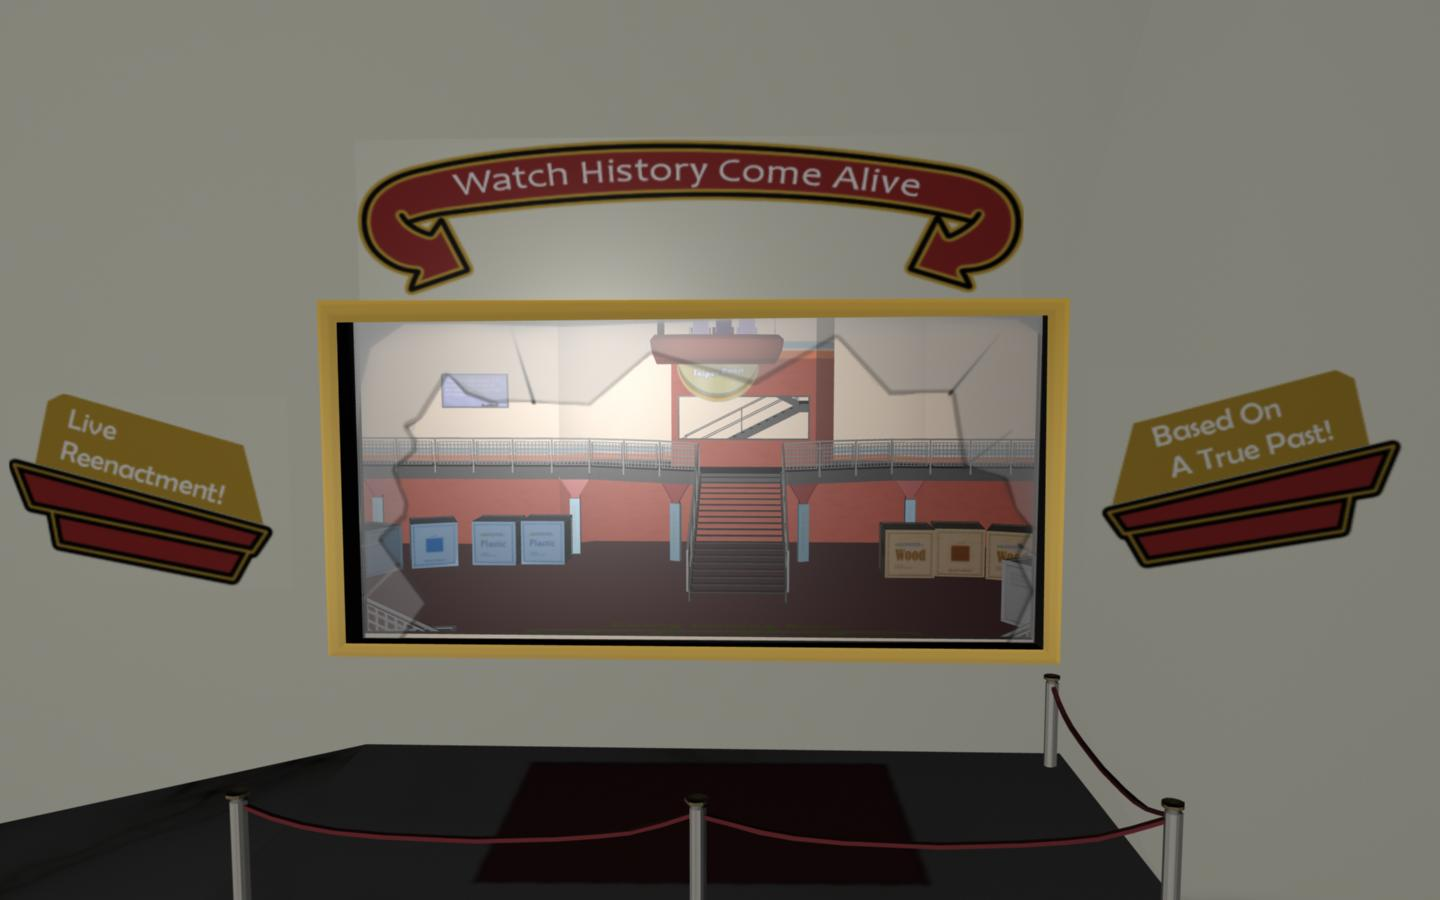 Watch History Come Alive
Live
Reenactment!
Based On
A True Past!
Plastic
Plastic
Wood